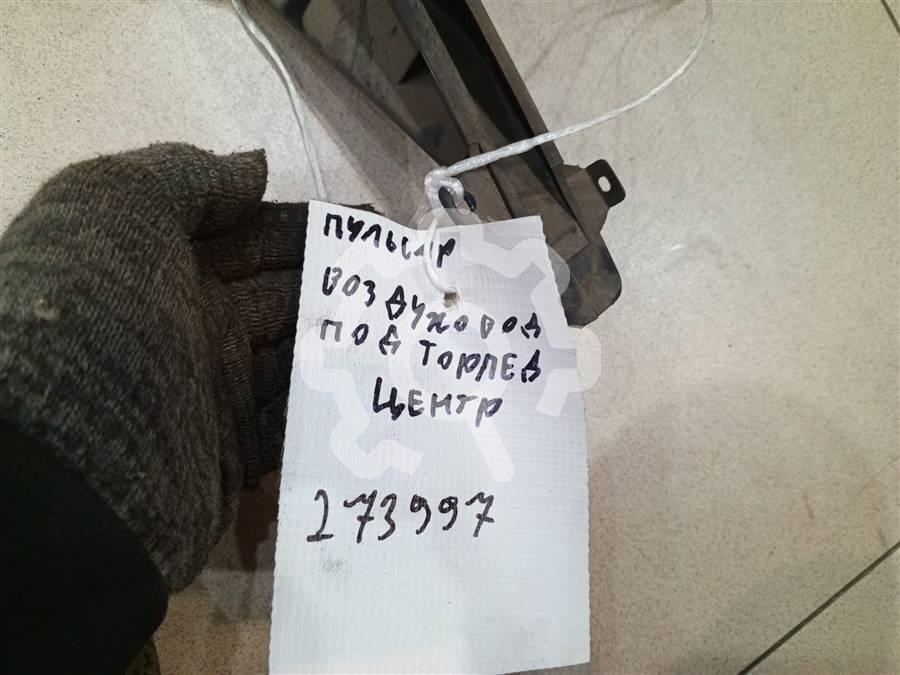 ПУЛЬСАР
ВОЗДУХОВОД
ПОД ТОРПЕД
ЦЕНТР
273997